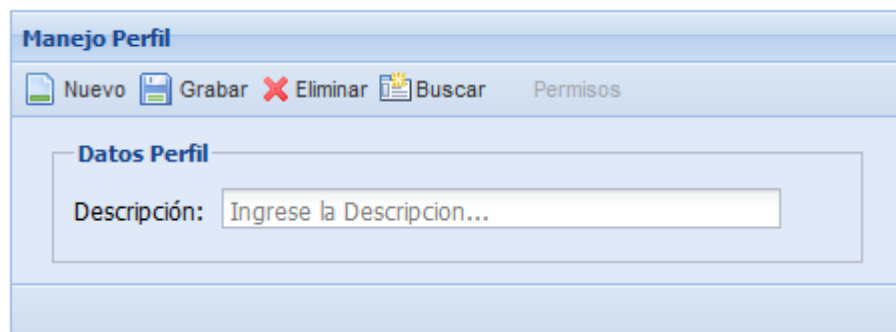 Manejo Perfil
Nuevo Grabar Eliminar Buscar Permisos
Datos Perfil
Descripción: Ingrese la Descripcion...